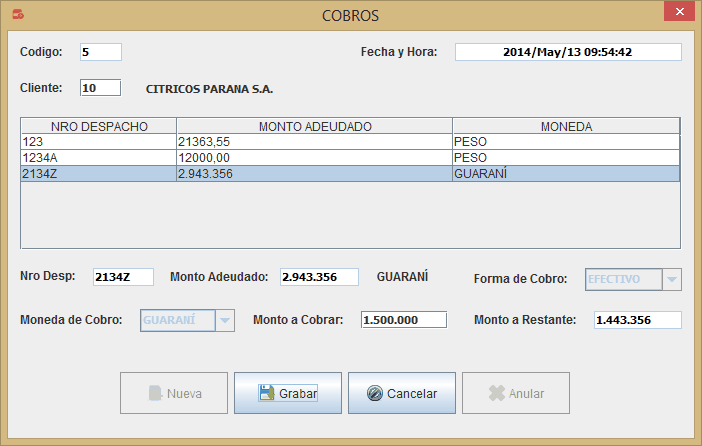 COBROS
Codigo: 5 Fecha y Hora: 2014/May/13 09:54:42
Cliente: 10 CITRICOS PARANA S.A.
NRO DESPACHO MONTO ADEUDADO MONEDA
123 21363,55 PESO
1234A 12000,00 PESO
2134Z 2.943.356 GUARANÍ
Nro Desp: 2134Z Monto Adeudado: 2.943.356 GUARANÍ Forma de Cobro: EFECTIVO
Moneda de Cobro: GUARANÍ Monto a Cobrar: 1.500.000 Monto a Restante: 1.443.356
Nueva Grabar Cancelar Anular